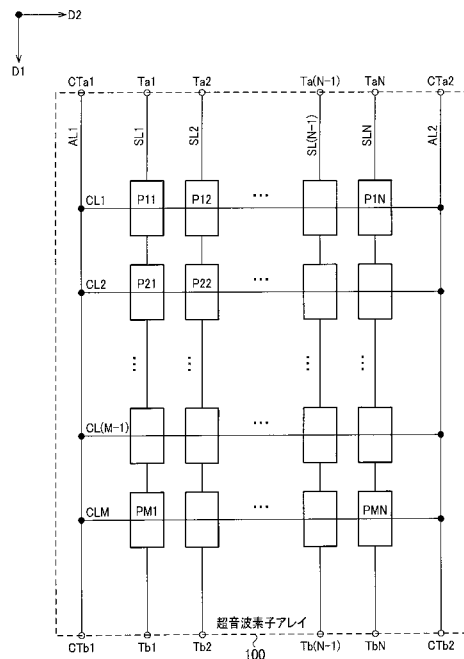 D2
D1
CTa1 Ta1 Ta2 Ta(N-1) TaN CTa2
AL1 SL1 SL2 SL(N-1) SLN AL2
CL1 P11 P12 ... P1N
CL2 P21 P22
... ... ... ...
CL(M-1) ...
CLM PM1 ... PMN
超音波素子アレイ
CTb1 Tb1 Tb2 100 Tb(N-1) TbN CTb2